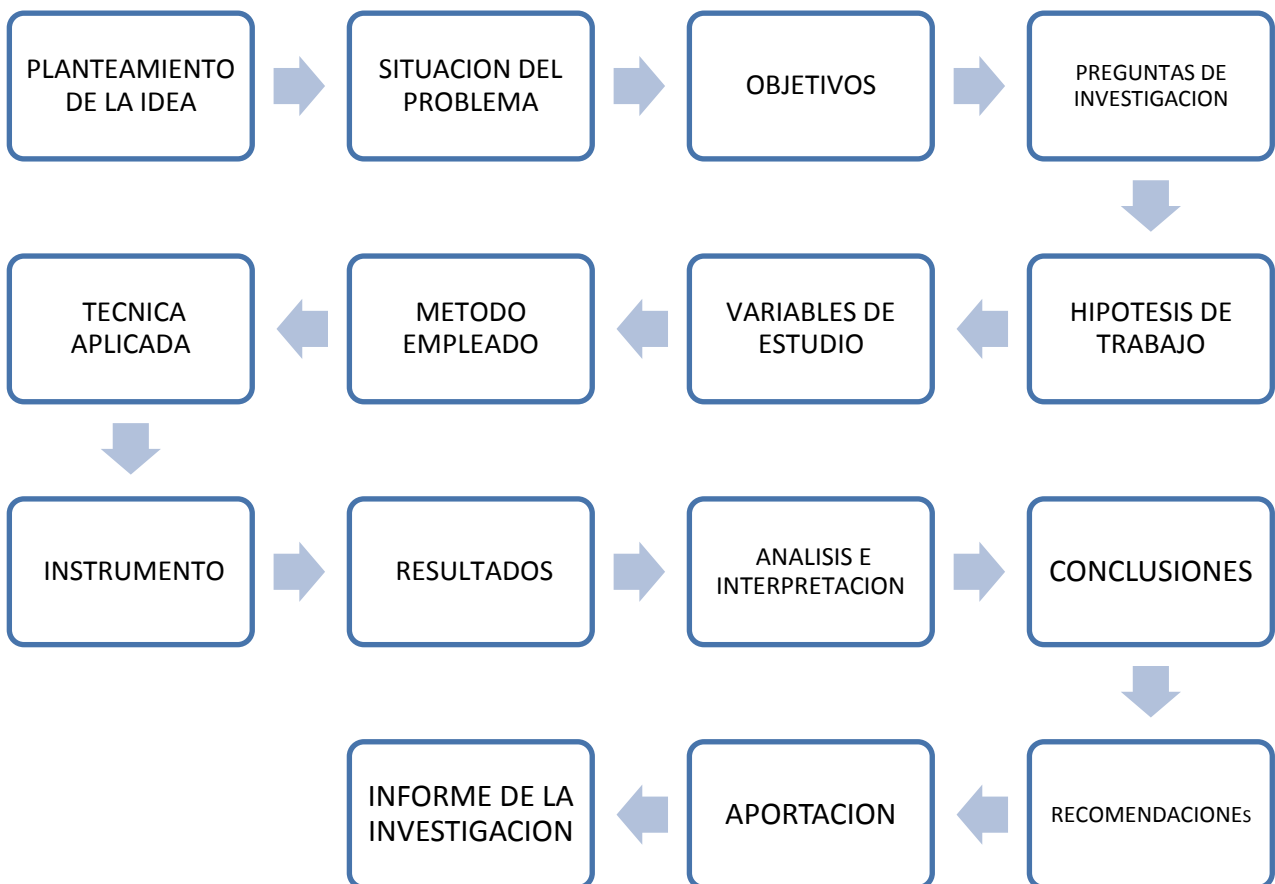 PLANTEAMIENTO
DE LA IDEA
SITUACION DEL
PROBLEMA
OBJETIVOS
PREGUNTAS DE
INVESTIGACION
HIPOTESIS DE
TRABAJO
VARIABLES DE
ESTUDIO
METODO
EMPLEADO
TECNICA
APLICADA
INSTRUMENTO
RESULTADOS
ANALISIS E
INTERPRETACION
CONCLUSIONES
RECOMENDACIONEs
APORTACION
INFORME DE LA
INVESTIGACION